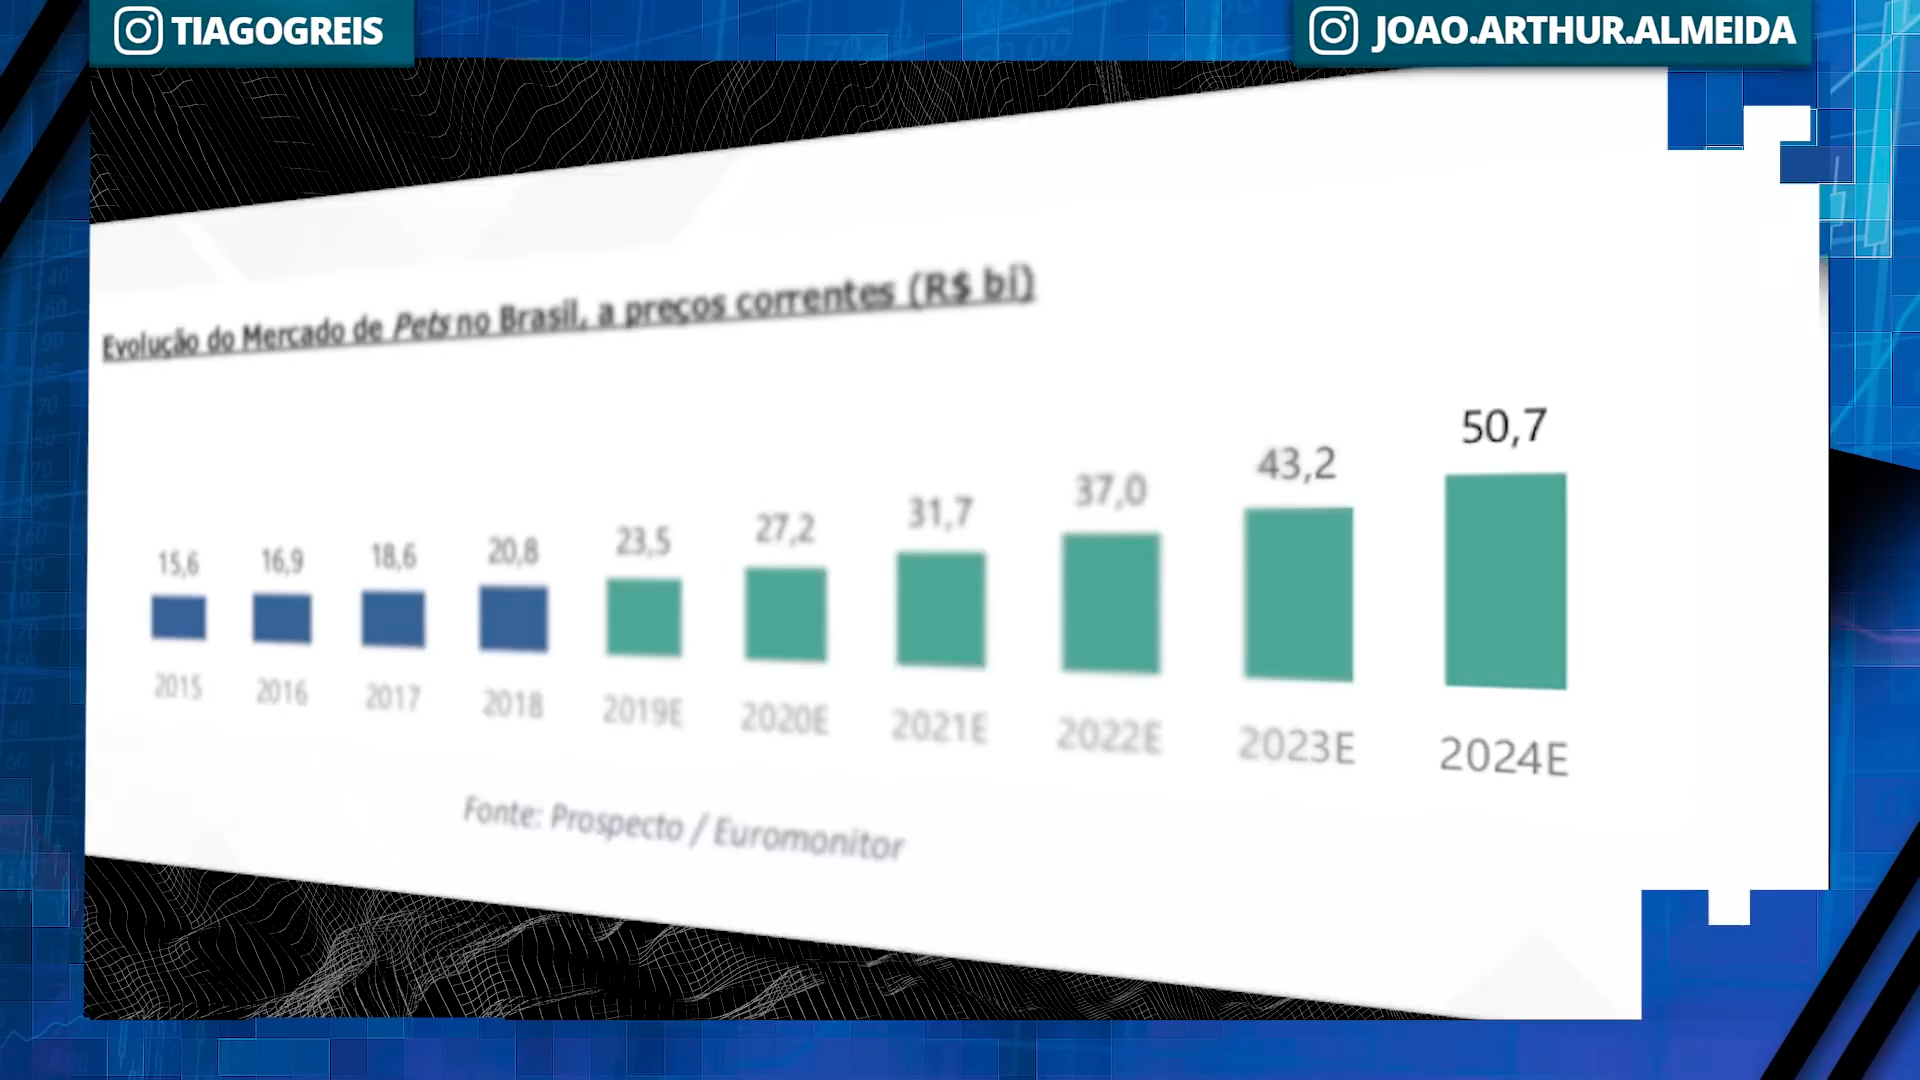 TIAGOGREIS
JOAO.ARTHUR.ALMEIDA
Evolução do Mercado de Pets no Brasil, a preços correntes (R$ bi)
15,6 16,9 18,6 20,8 23,5 27,2 31,7 37,0 43,2 50,7
2015 2016 2017 2018 2019E 2020E 2021E 2022E 2023E 2024E
Fonte: Prospecto / Euromonitor